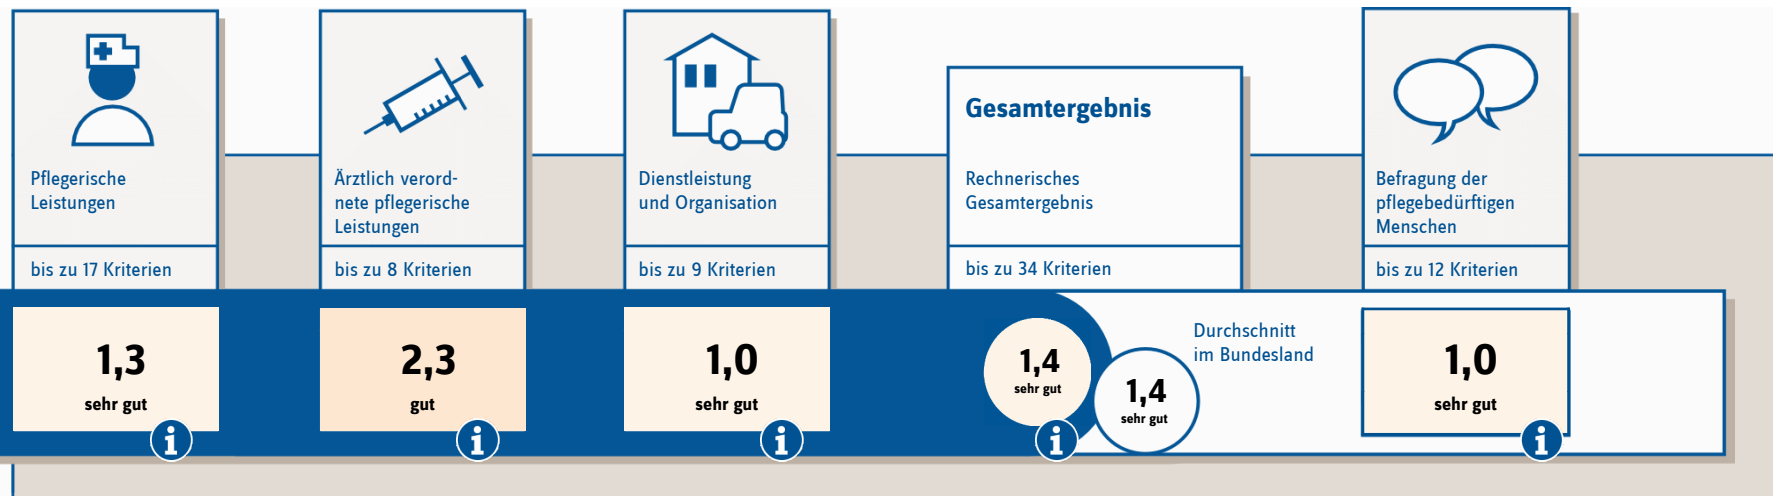 Pflegerische
Leistungen
bis zu 17 Kriterien
1,3
sehr gut
i
Ärztlich verord-
nete pflegerische
Leistungen
bis zu 8 Kriterien
2,3
gut
i
Dienstleistung
und Organisation
bis zu 9 Kriterien
1,0
sehr gut
i
Gesamtergebnis
Rechnerisches
Gesamtergebnis
bis zu 34 Kriterien
1,4
sehr gut
i
Durchschnitt
im Bundesland
1,4
sehr gut
Befragung der
pflegebedürftigen
Menschen
bis zu 12 Kriterien
1,0
sehr gut
i